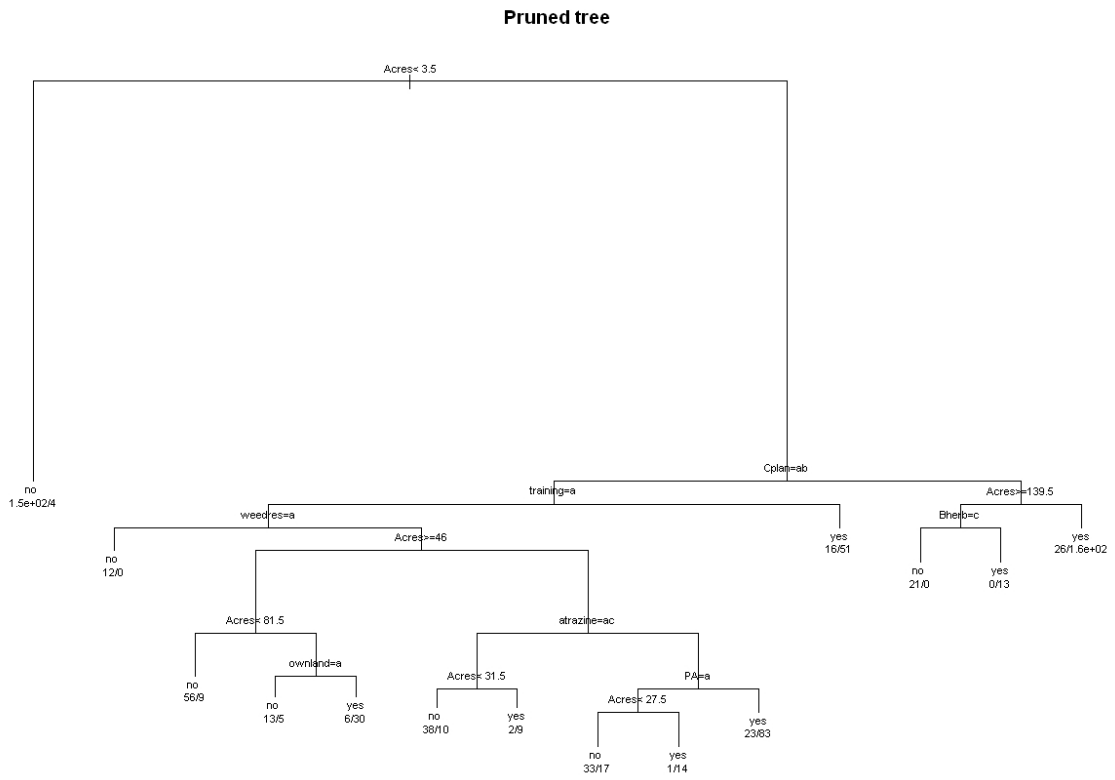 Pruned tree
Acres< 3.5
Cplan=ab
no
1.5e+02/4
training=a
Acres>=139.5
weedres=a
Bherb=c
Acres>=46
yes
16/51
yes
26/1.6e+02
no
12/0
no
21/0
yes
0/13
Acres< 81.5
atrazine=ac
ownland=a
Acres< 31.5
PA=a
no
56/9
no
13/5
yes
6/30
no
38/10
yes
2/9
Acres< 27.5
yes
23/83
no
33/17
yes
1/14